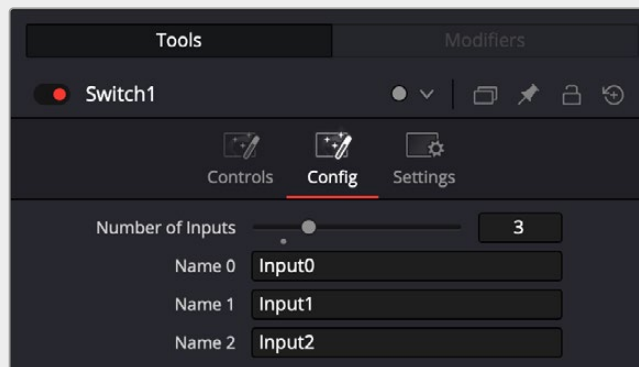 Tools Modifiers
Switch1
Controls Config Settings
Number of Inputs 3
Name 0 Input0
Name 1 Input1
Name 2 Input2